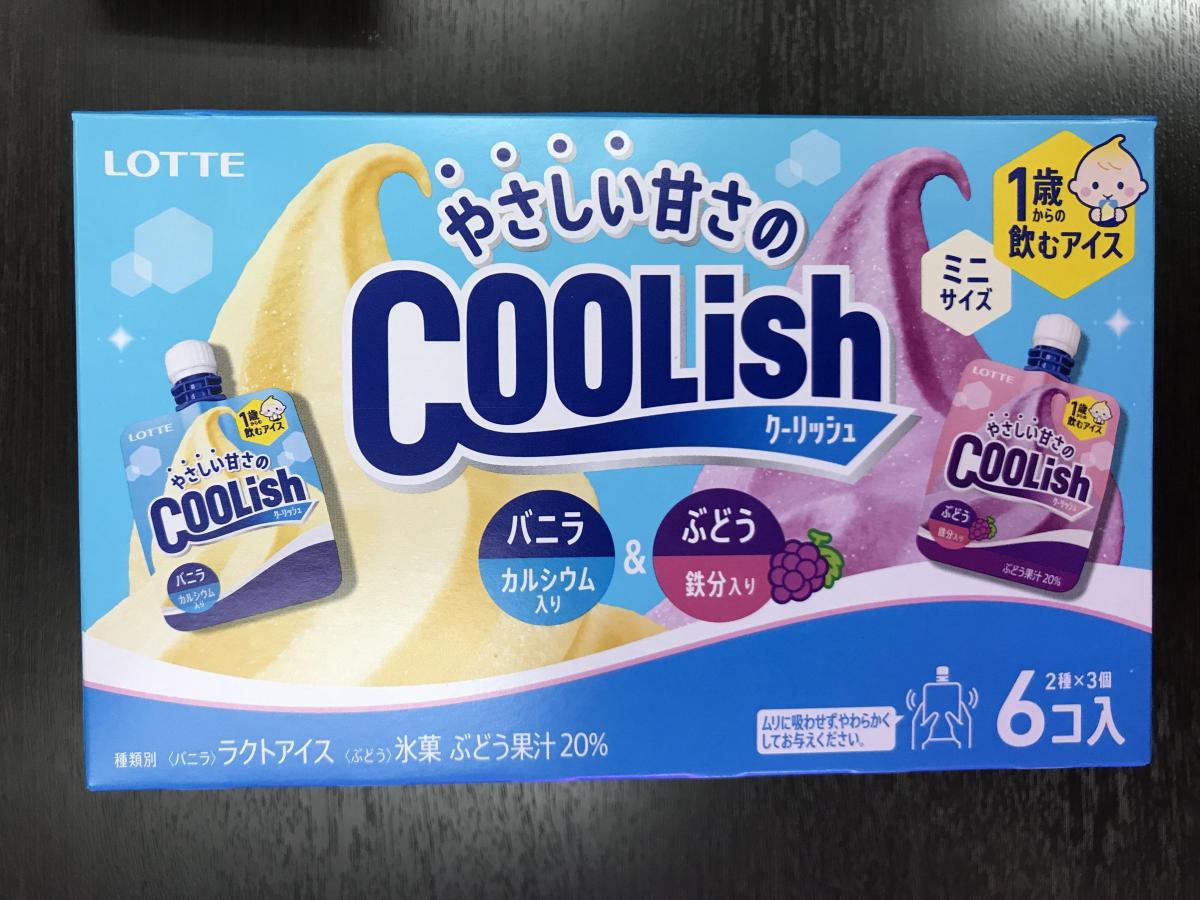 LOTTE
やさしい甘さの
COOLish
クーリッシュ
1歳
からの
飲むアイス
ミニ
サイズ
LOTTE
1歳
からの
飲むアイス
やさしい甘さの
COOLish
クーリッシュ
バニラ
カルシウム
入り
バニラ
カルシウム
入り
&
ぶどう
鉄分入り
LOTTE
1歳
からの
飲むアイス
やさしい甘さの
COOLish
クーリッシュ
ぶどう
鉄分入り
ぶどう果汁20%
種類別 〈バニラ〉ラクトアイス 〈ぶどう〉氷菓 ぶどう果汁20%
ムリに吸わせず、やわらかく
してお与えください。
2種×3個
6コ入